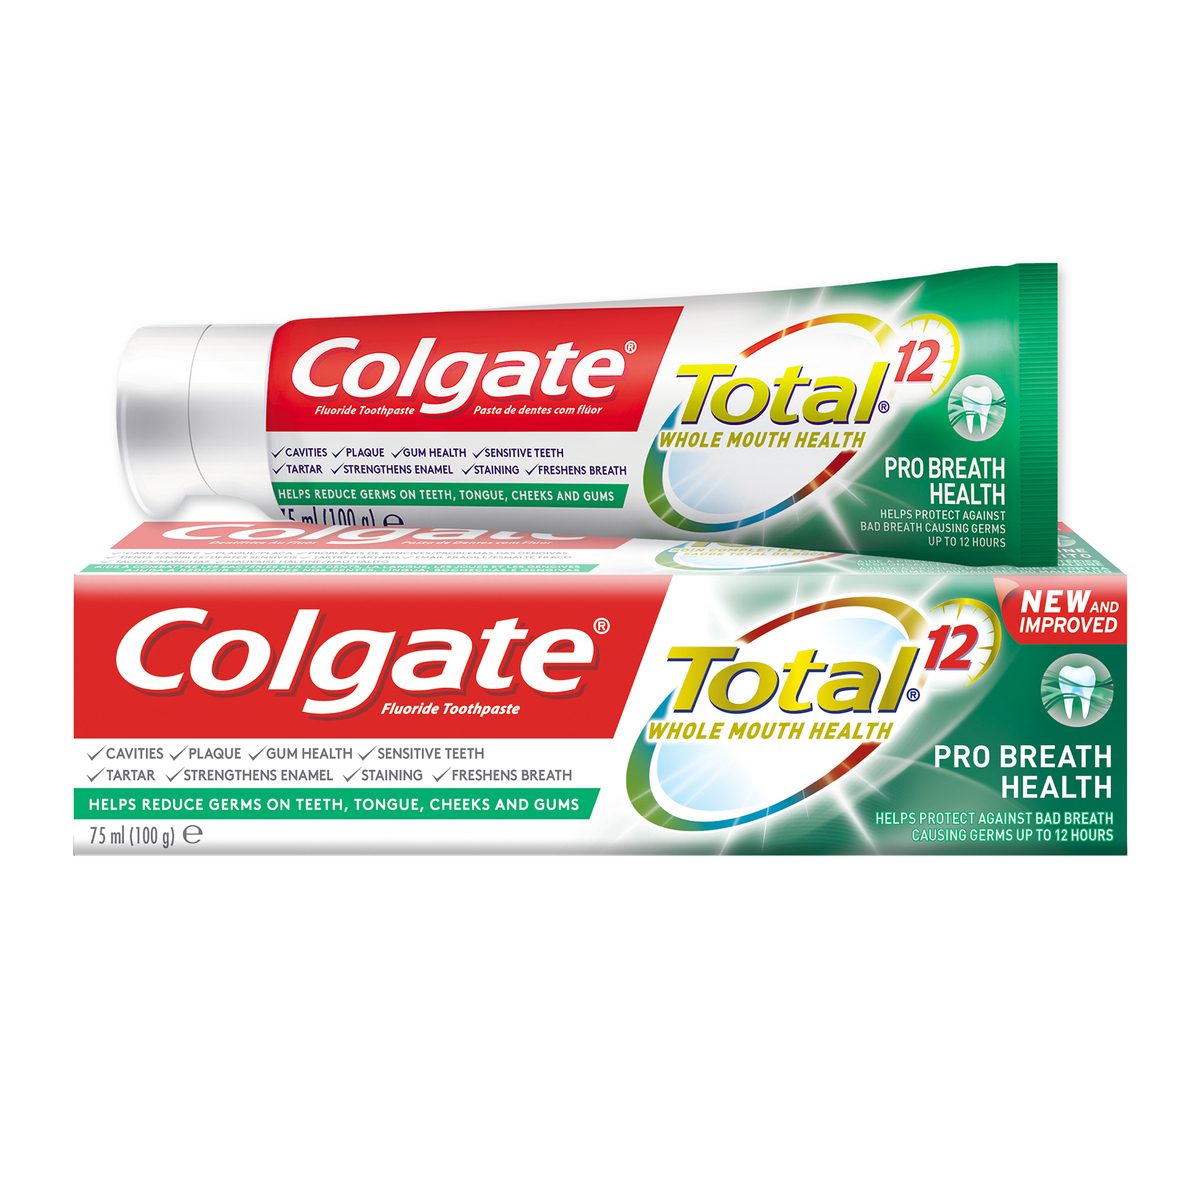 Colgate®
Fluoride Toothpaste Pasta de dentes com flúor
✓CAVITIES ✓PLAQUE ✓GUM HEALTH ✓SENSITIVE TEETH
✓TARTAR ✓STRENGTHENS ENAMEL ✓STAINING ✓FRESHENS BREATH
HELPS REDUCE GERMS ON TEETH, TONGUE, CHEEKS AND GUMS
75 ml (100 g) ℮
Total® 12
WHOLE MOUTH HEALTH
PRO BREATH
HEALTH
HELPS PROTECT AGAINST
BAD BREATH CAUSING GERMS
UP TO 12 HOURS
Colgate
Colgate®
Fluoride Toothpaste
✓CAVITIES ✓PLAQUE ✓GUM HEALTH ✓SENSITIVE TEETH
✓TARTAR ✓STRENGTHENS ENAMEL ✓STAINING ✓FRESHENS BREATH
HELPS REDUCE GERMS ON TEETH, TONGUE, CHEEKS AND GUMS
75 ml (100 g) ℮
Total® 12
WHOLE MOUTH HEALTH
NEW AND
IMPROVED
PRO BREATH
HEALTH
HELPS PROTECT AGAINST BAD BREATH
CAUSING GERMS UP TO 12 HOURS